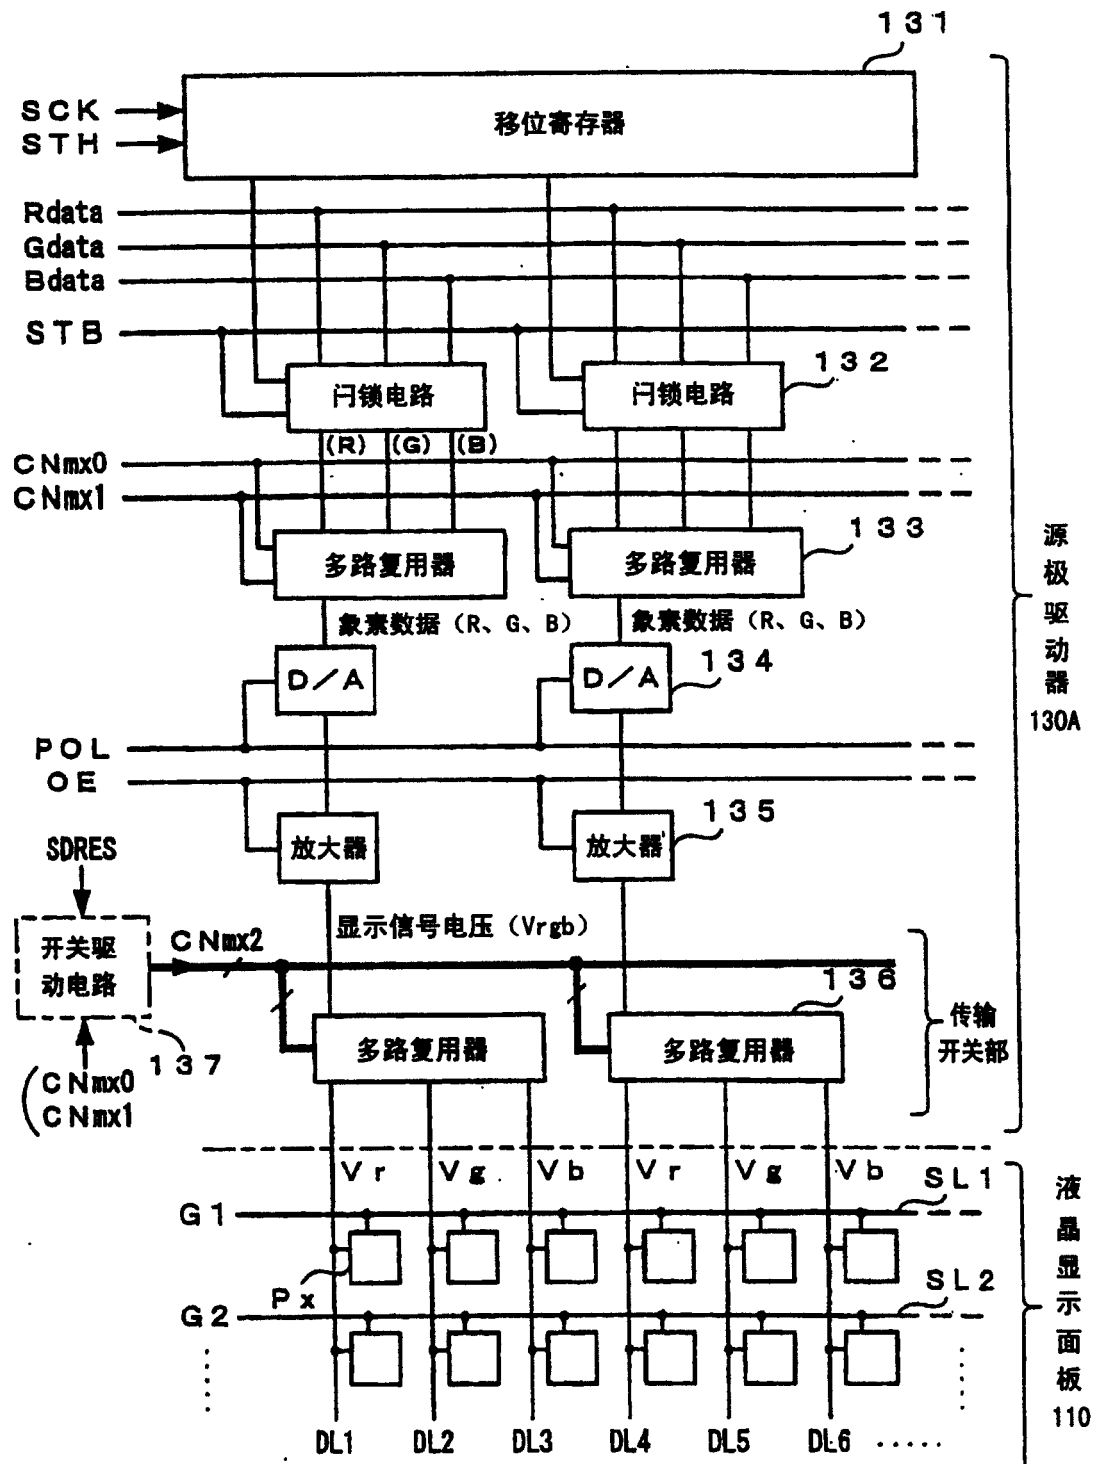 131
SCK
STH
移位寄存器
Rdata
Gdata
Bdata
STB
132
闩锁电路
闩锁电路
(R) (G) (B)
CNmx0
CNmx1
133
多路复用器
多路复用器
象素数据（R、G、B）
象素数据（R、G、B）
134
D／A
D／A
POL
OE
135
放大器
放大器
SDRES
开关驱
动电路
137
CNmx0
CNmx1
CNmx2
显示信号电压（Vrgb）
136
多路复用器
多路复用器
传输
开关部
源极驱动器
130A
Vr Vg Vb Vr Vg Vb
SL1
G1
Px
SL2
G2
液晶显示面板
110
DL1 DL2 DL3 DL4 DL5 DL6 ·····